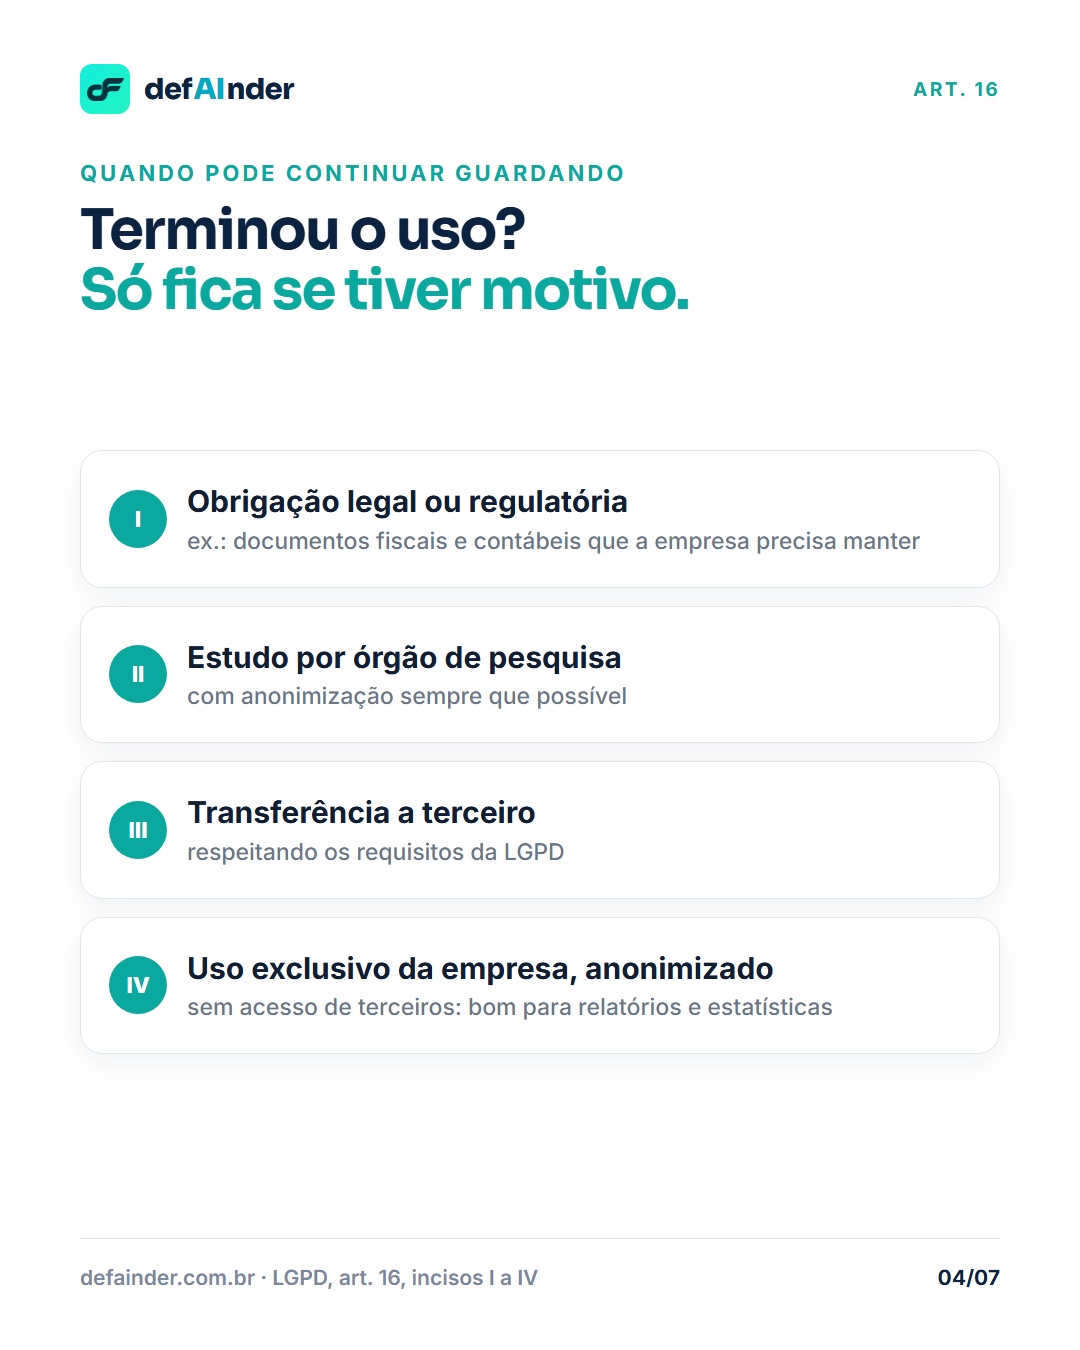 defAInder
ART. 16
QUANDO PODE CONTINUAR GUARDANDO
Terminou o uso?
Só fica se tiver motivo.
I
Obrigação legal ou regulatória
ex.: documentos fiscais e contábeis que a empresa precisa manter
II
Estudo por órgão de pesquisa
com anonimização sempre que possível
III
Transferência a terceiro
respeitando os requisitos da LGPD
IV
Uso exclusivo da empresa, anonimizado
sem acesso de terceiros: bom para relatórios e estatísticas
defainder.com.br · LGPD, art. 16, incisos I a IV
04/07